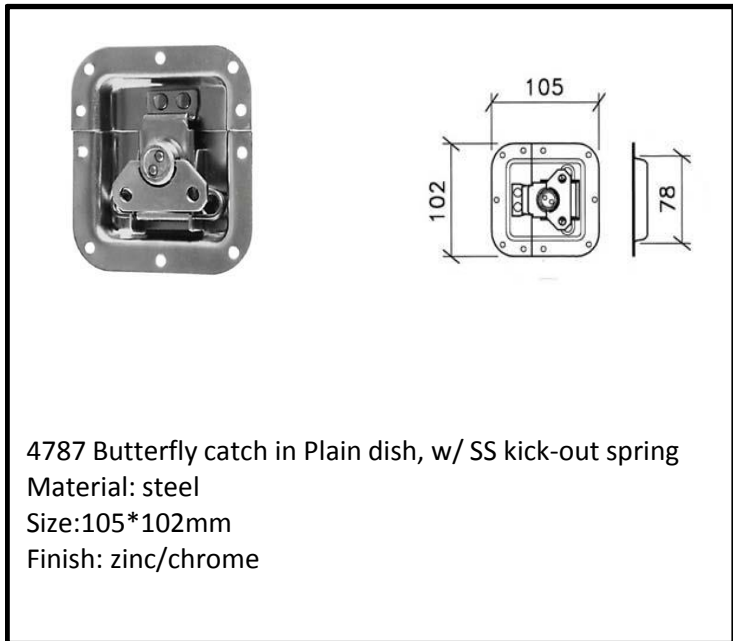 105
102
78
4787 Butterfly catch in Plain dish, w/ SS kick-out spring
Material: steel
Size:105*102mm
Finish: zinc/chrome